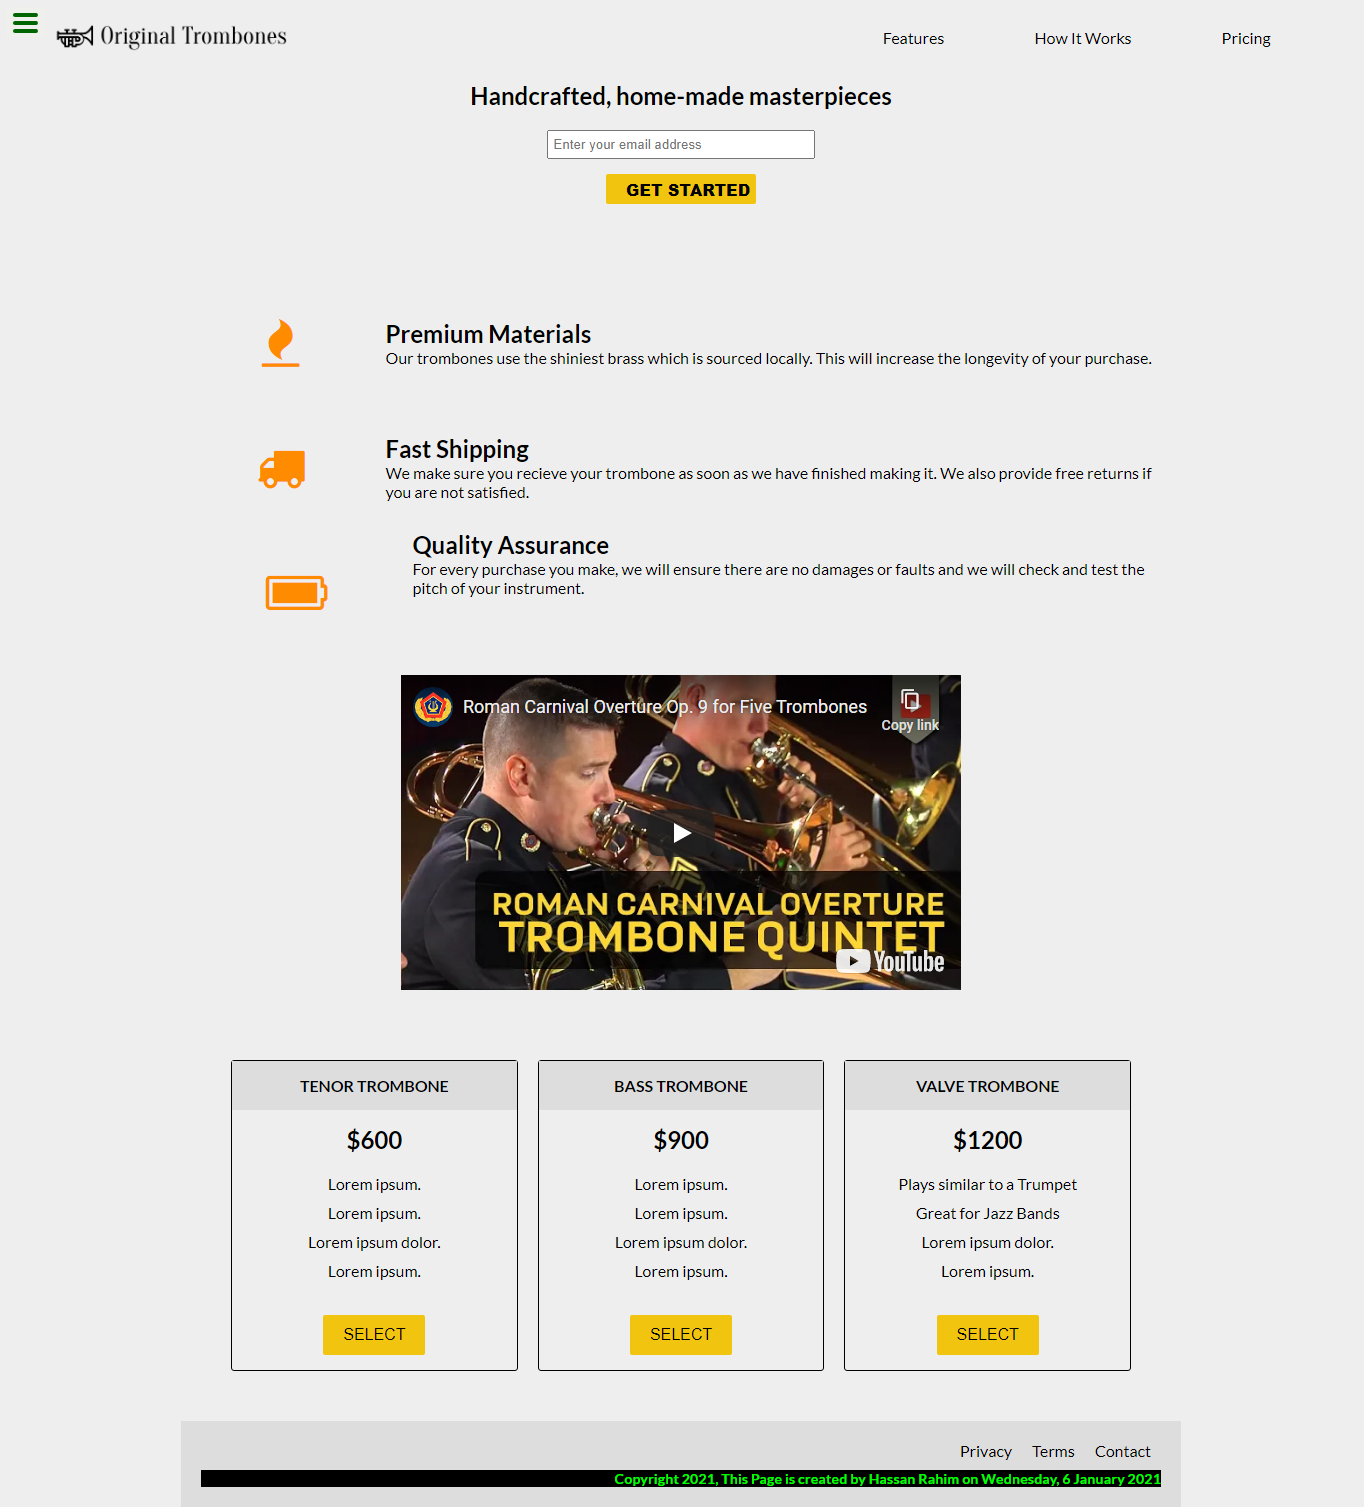 Original Trombones
Features
How It Works
Pricing
Handcrafted, home-made masterpieces
Enter your email address
GET STARTED
Premium Materials
Our trombones use the shiniest brass which is sourced locally. This will increase the longevity of your purchase.
Fast Shipping
We make sure you recieve your trombone as soon as we have finished making it. We also provide free returns if
you are not satisfied.
Quality Assurance
For every purchase you make, we will ensure there are no damages or faults and we will check and test the
pitch of your instrument.
Roman Carnival Overture Op. 9 for Five Trombones
Copy link
ROMAN CARNIVAL OVERTURE
TROMBONE QUINTET
YouTube
TENOR TROMBONE
$600
Lorem ipsum.
Lorem ipsum.
Lorem ipsum dolor.
Lorem ipsum.
SELECT
BASS TROMBONE
$900
Lorem ipsum.
Lorem ipsum.
Lorem ipsum dolor.
Lorem ipsum.
SELECT
VALVE TROMBONE
$1200
Plays similar to a Trumpet
Great for Jazz Bands
Lorem ipsum dolor.
Lorem ipsum.
SELECT
Privacy
Terms
Contact
Copyright 2021, This Page is created by Hassan Rahim on Wednesday, 6 January 2021